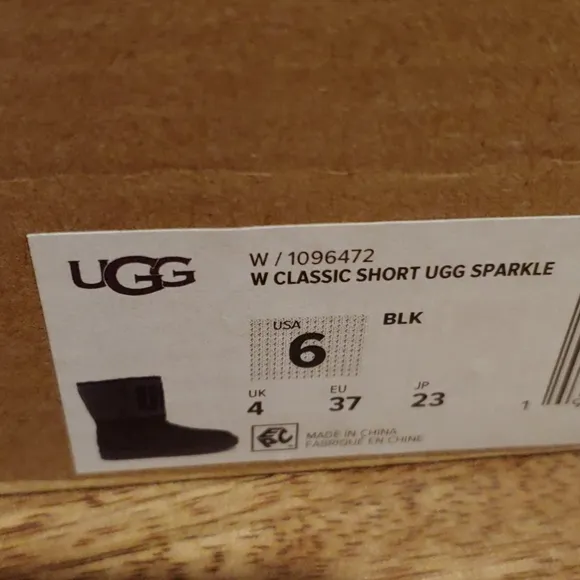 UGG
W / 1096472
W CLASSIC SHORT UGG SPARKLE
USA
6
BLK
UK
4
EU
37
JP
23
MADE IN CHINA
FABRIQUÉ EN CHINE
1